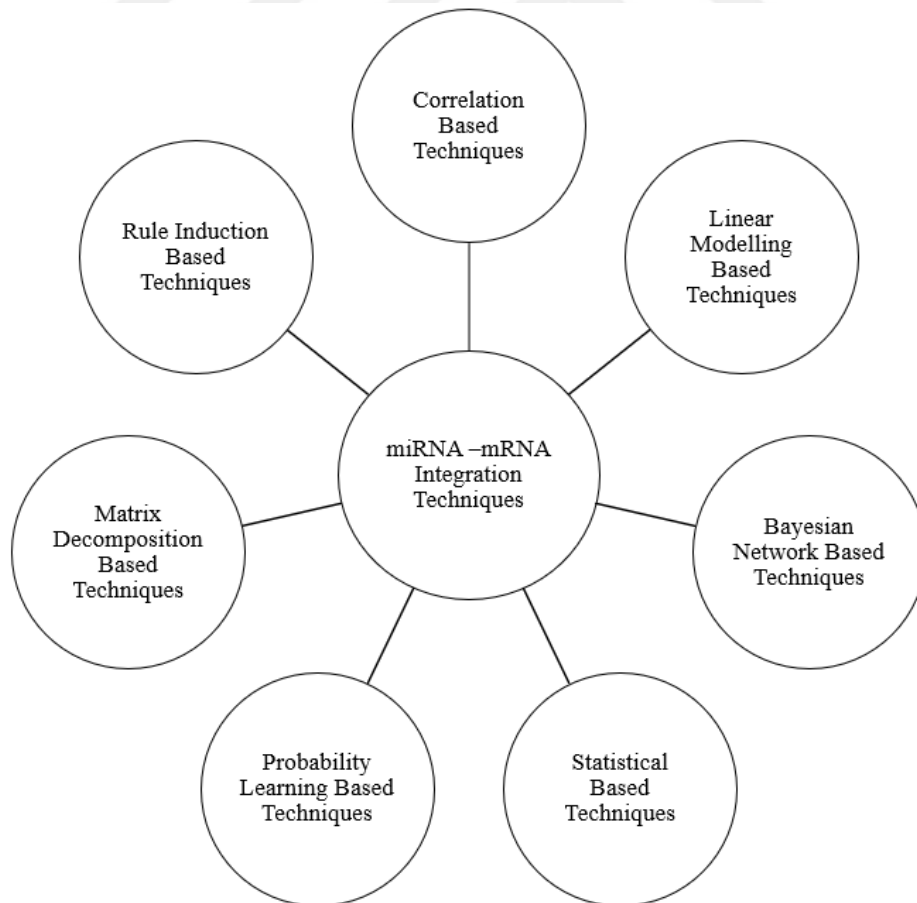 Correlation
Based
Techniques
Linear
Modelling
Based
Techniques
Bayesian
Network Based
Techniques
Statistical
Based
Techniques
Probability
Learning Based
Techniques
Matrix
Decomposition
Based
Techniques
Rule Induction
Based
Techniques
miRNA –mRNA
Integration
Techniques